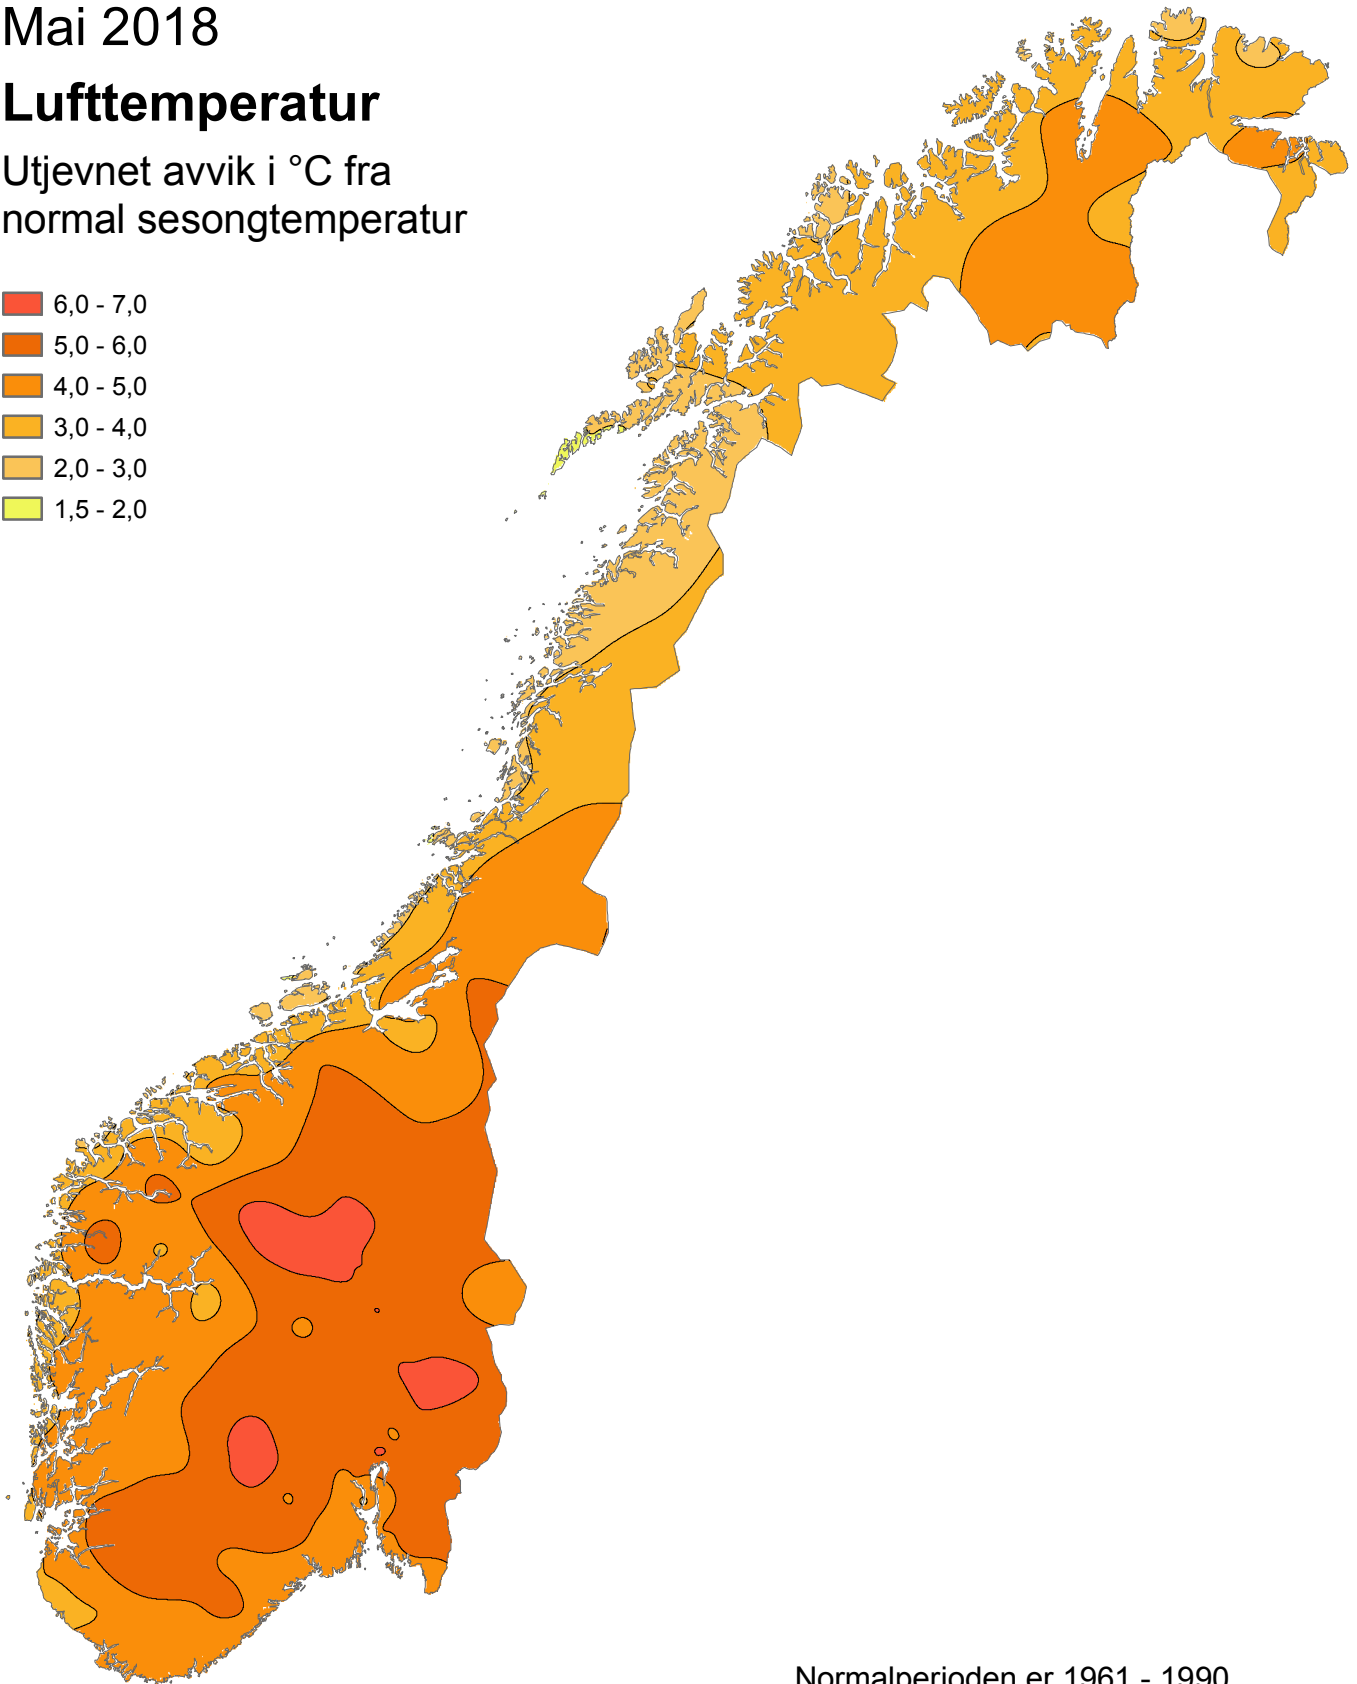 Mai 2018
Lufttemperatur
Utjevnet avvik i °C fra
normal sesongtemperatur
6,0 - 7,0
5,0 - 6,0
4,0 - 5,0
3,0 - 4,0
2,0 - 3,0
1,5 - 2,0
Normalperioden er 1961 - 1990